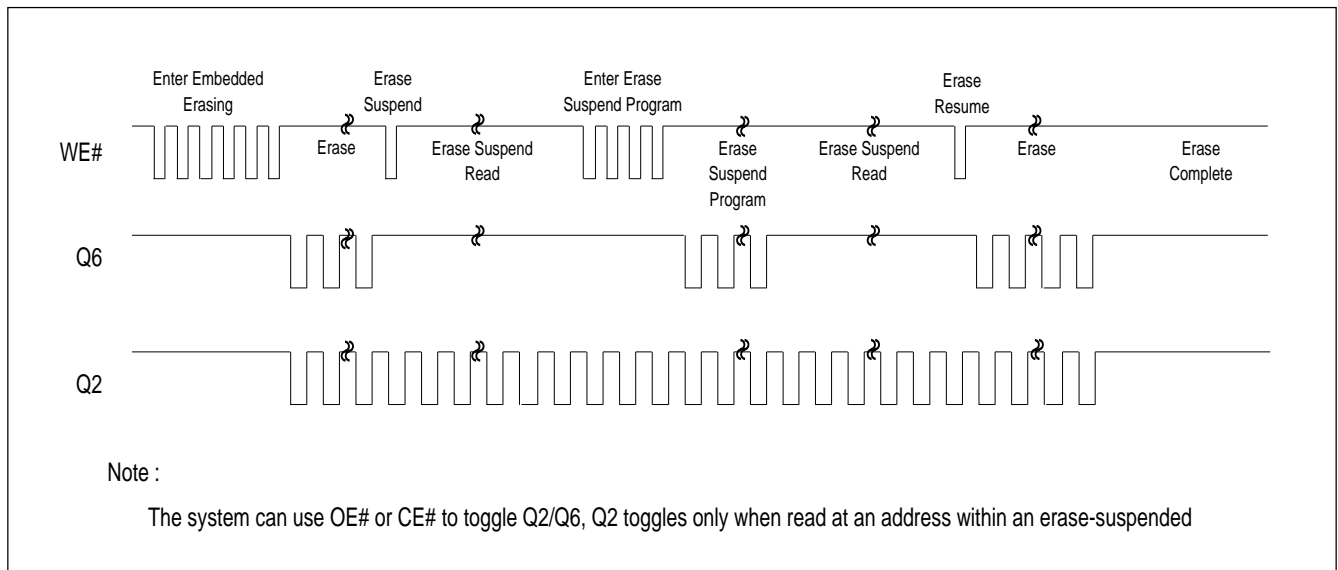 Enter Embedded
Erasing
Erase
Suspend
Enter Erase
Suspend Program
Erase
Resume
WE#
Erase
Erase Suspend
Read
Erase
Suspend
Program
Erase Suspend
Read
Erase
Erase
Complete
Q6
Q2
Note :
The system can use OE# or CE# to toggle Q2/Q6, Q2 toggles only when read at an address within an erase-suspended